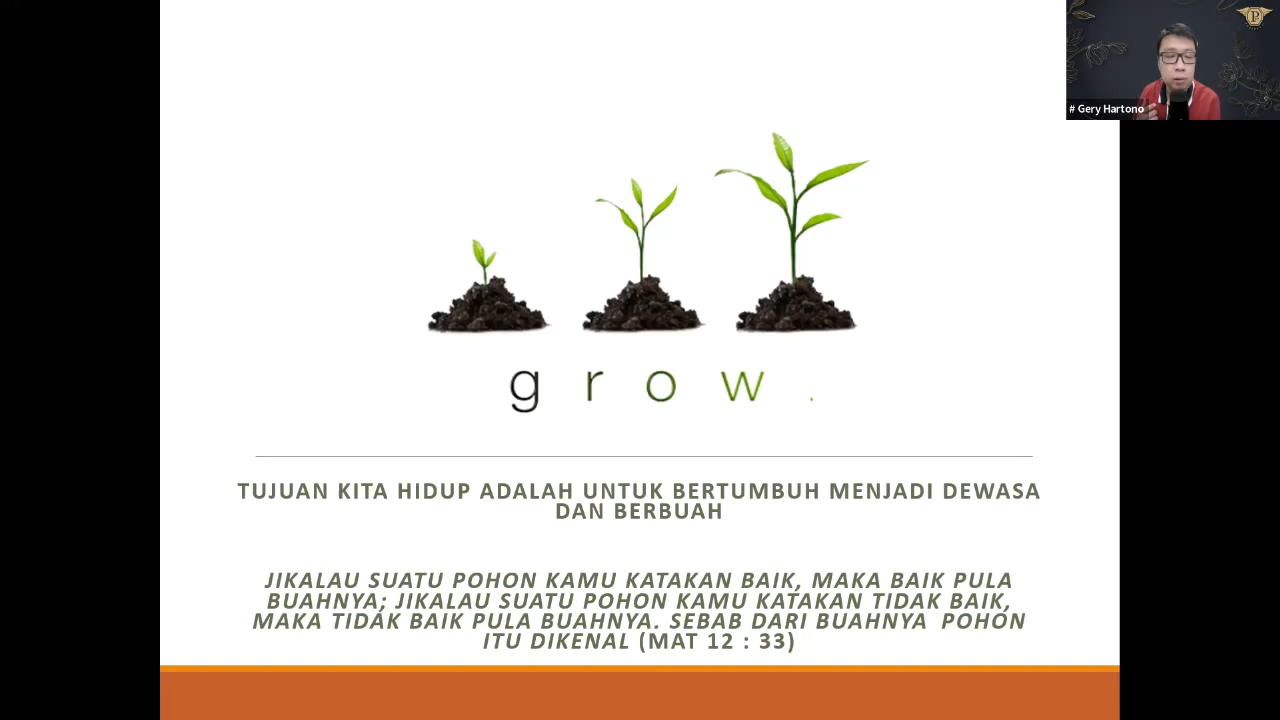 P
# Gery Hartono
g r o w .
TUJUAN KITA HIDUP ADALAH UNTUK BERTUMBUH MENJADI DEWASA
DAN BERBUAH
JIKALAU SUATU POHON KAMU KATAKAN BAIK, MAKA BAIK PULA
BUAHNYA; JIKALAU SUATU POHON KAMU KATAKAN TIDAK BAIK,
MAKA TIDAK BAIK PULA BUAHNYA. SEBAB DARI BUAHNYA POHON
ITU DIKENAL (MAT 12 : 33)